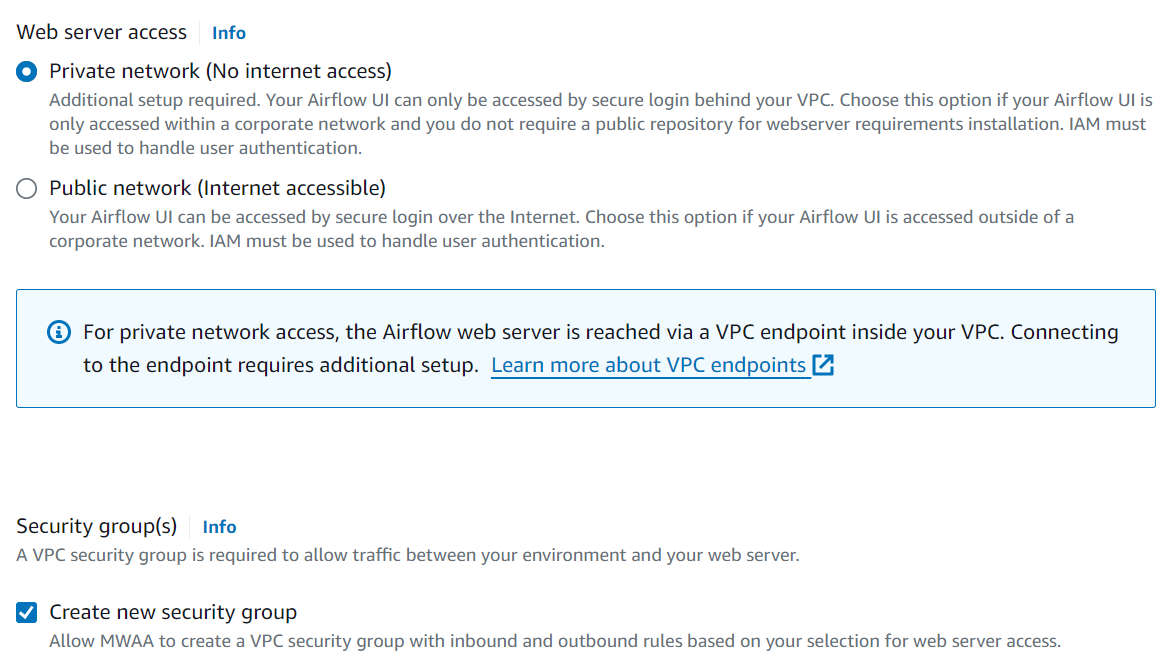 Web server access Info
Private network (No internet access)
Additional setup required. Your Airflow UI can only be accessed by secure login behind your VPC. Choose this option if your Airflow UI is
only accessed within a corporate network and you do not require a public repository for webserver requirements installation. IAM must
be used to handle user authentication.
Public network (Internet accessible)
Your Airflow UI can be accessed by secure login over the Internet. Choose this option if your Airflow UI is accessed outside of a
corporate network. IAM must be used to handle user authentication.
For private network access, the Airflow web server is reached via a VPC endpoint inside your VPC. Connecting
to the endpoint requires additional setup. Learn more about VPC endpoints
Security group(s) Info
A VPC security group is required to allow traffic between your environment and your web server.
Create new security group
Allow MWAA to create a VPC security group with inbound and outbound rules based on your selection for web server access.